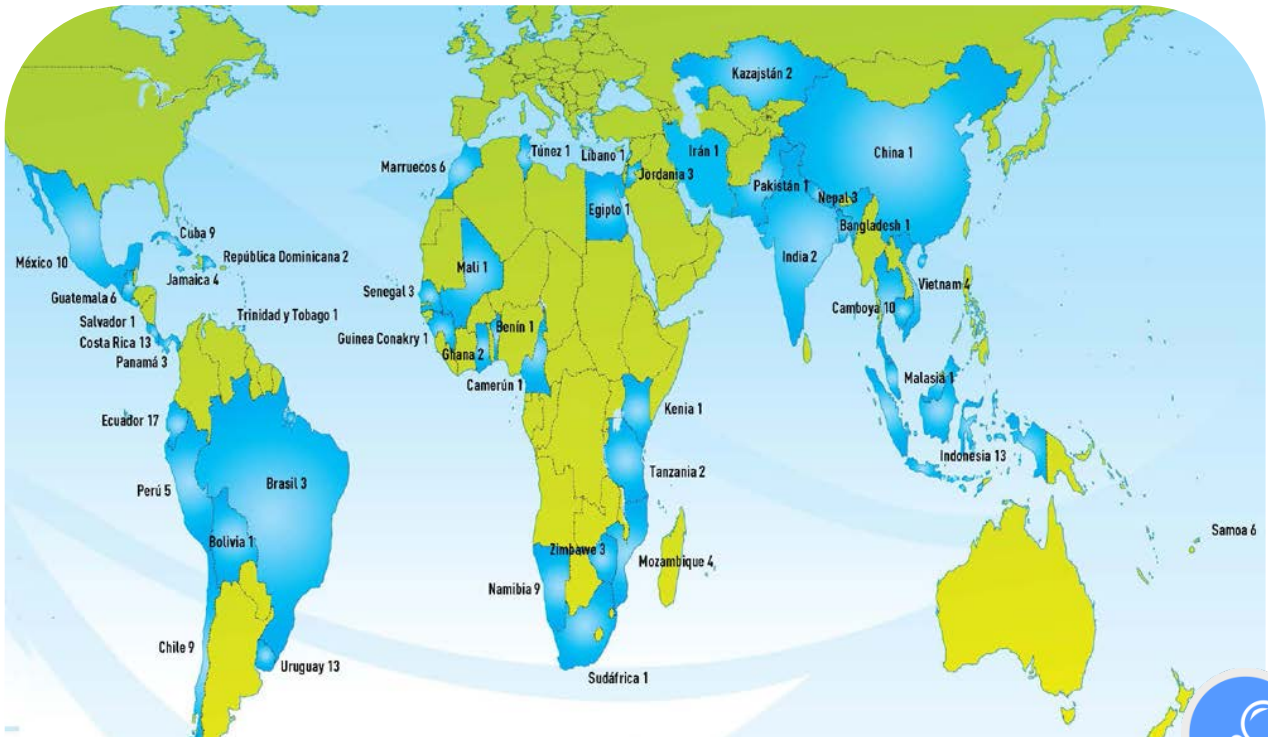 Kazajstán 2
China 1
Túnez 1
Líbano 1
Irán 1
Marruecos 6
Jordania 3
Pakistán 1
Nepal 3
Egipto 1
Bangladesh 1
Cuba 9
República Dominicana 2
México 10
Jamaica 4
Mali 1
India 2
Guatemala 6
Senegal 3
Vietnam 4
Camboya 10
Salvador 1
Trinidad y Tobago 1
Costa Rica 13
Guinea Conakry 1
Benín 1
Panamá 3
Ghana 2
Camerún 1
Malasia 1
Ecuador 17
Kenia 1
Indonesia 13
Tanzania 2
Perú 5
Brasil 3
Samoa 6
Bolivia 1
Zimbawe 3
Mozambique 4
Namibia 9
Chile 9
Uruguay 13
Sudáfrica 1